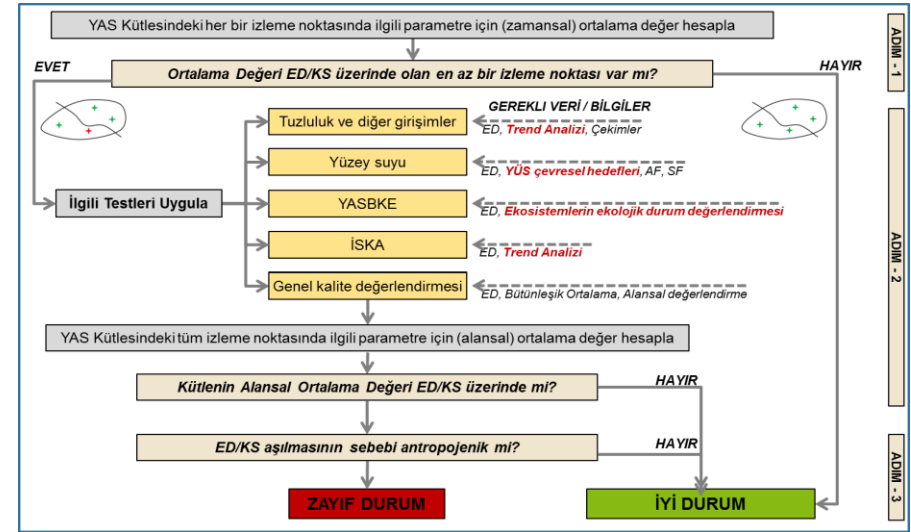 YAS Kütlesindeki her bir izleme noktasında ilgili parametre için (zamansal) ortalama değer hesapla
ADIM - 1
EVET
Ortalama Değeri ED/KS üzerinde olan en az bir izleme noktası var mı?
HAYIR
GEREKLI VERİ / BİLGİLER
Tuzluluk ve diğer girişimler
ED, Trend Analizi, Çekimler
Yüzey suyu
ED, YÜS çevresel hedefleri, AF, SF
İlgili Testleri Uygula
YASBKE
ED, Ekosistemlerin ekolojik durum değerlendirmesi
ADIM - 2
İSKA
ED, Trend Analizi
Genel kalite değerlendirmesi
ED, Bütünleşik Ortalama, Alansal değerlendirme
YAS Kütlesindeki tüm izleme noktasında ilgili parametre için (alansal) ortalama değer hesapla
Kütlenin Alansal Ortalama Değeri ED/KS üzerinde mi?
HAYIR
ED/KS aşılmasının sebebi antropojenik mi?
HAYIR
ADIM - 3
ZAYIF DURUM
İYİ DURUM